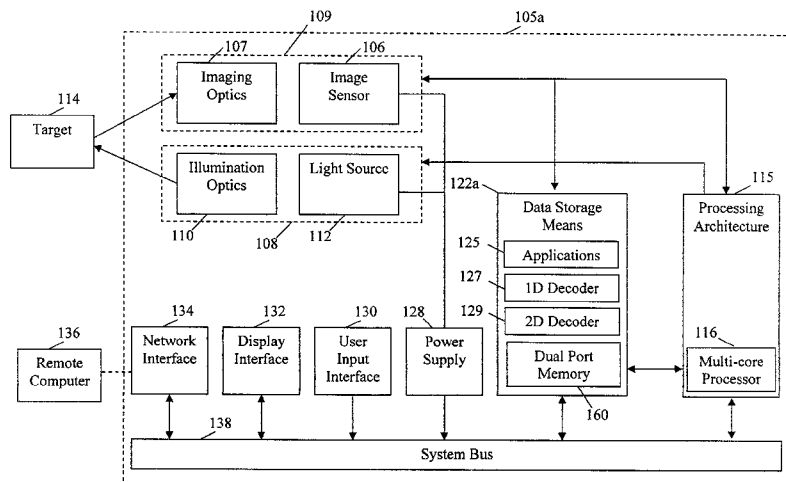 105a
109
107
106
Imaging
Optics
Image
Sensor
114
Target
Illumination
Optics
Light Source
110
108
112
122a
115
Data Storage
Means
Processing
Architecture
125
Applications
127
1D Decoder
129
2D Decoder
Dual Port
Memory
160
116
Multi-core
Processor
136
Remote
Computer
134
Network
Interface
132
Display
Interface
130
User
Input
Interface
128
Power
Supply
138
System Bus